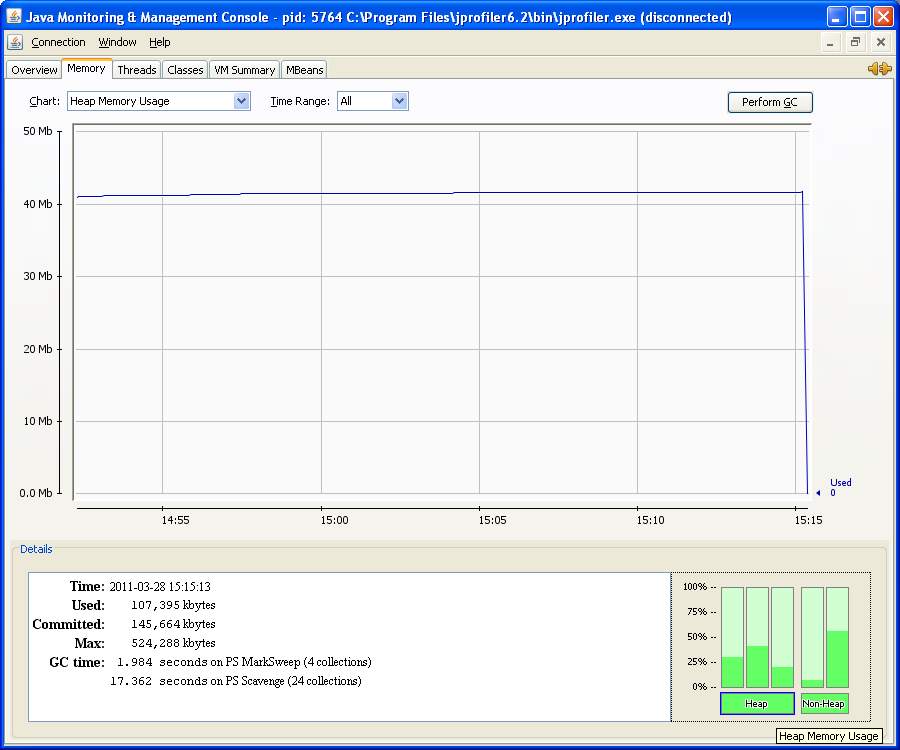 Java Monitoring & Management Console - pid: 5764 C:\Program Files\jprofiler6.2\bin\jprofiler.exe (disconnected)
Connection Window Help
Overview Memory Threads Classes VM Summary MBeans
Chart: Heap Memory Usage Time Range: All Perform GC
50 Mb
40 Mb
30 Mb
20 Mb
10 Mb
Used
0.0 Mb 0
14:55 15:00 15:05 15:10 15:15
Details
Time: 2011-03-28 15:15:13
Used: 107,395 kbytes
Committed: 145,664 kbytes
Max: 524,288 kbytes
GC time: 1.984 seconds on PS MarkSweep (4 collections)
17.362 seconds on PS Scavenge (24 collections)
100% --
75% --
50% --
25% --
0% --
Heap Non-Heap
Heap Memory Usage